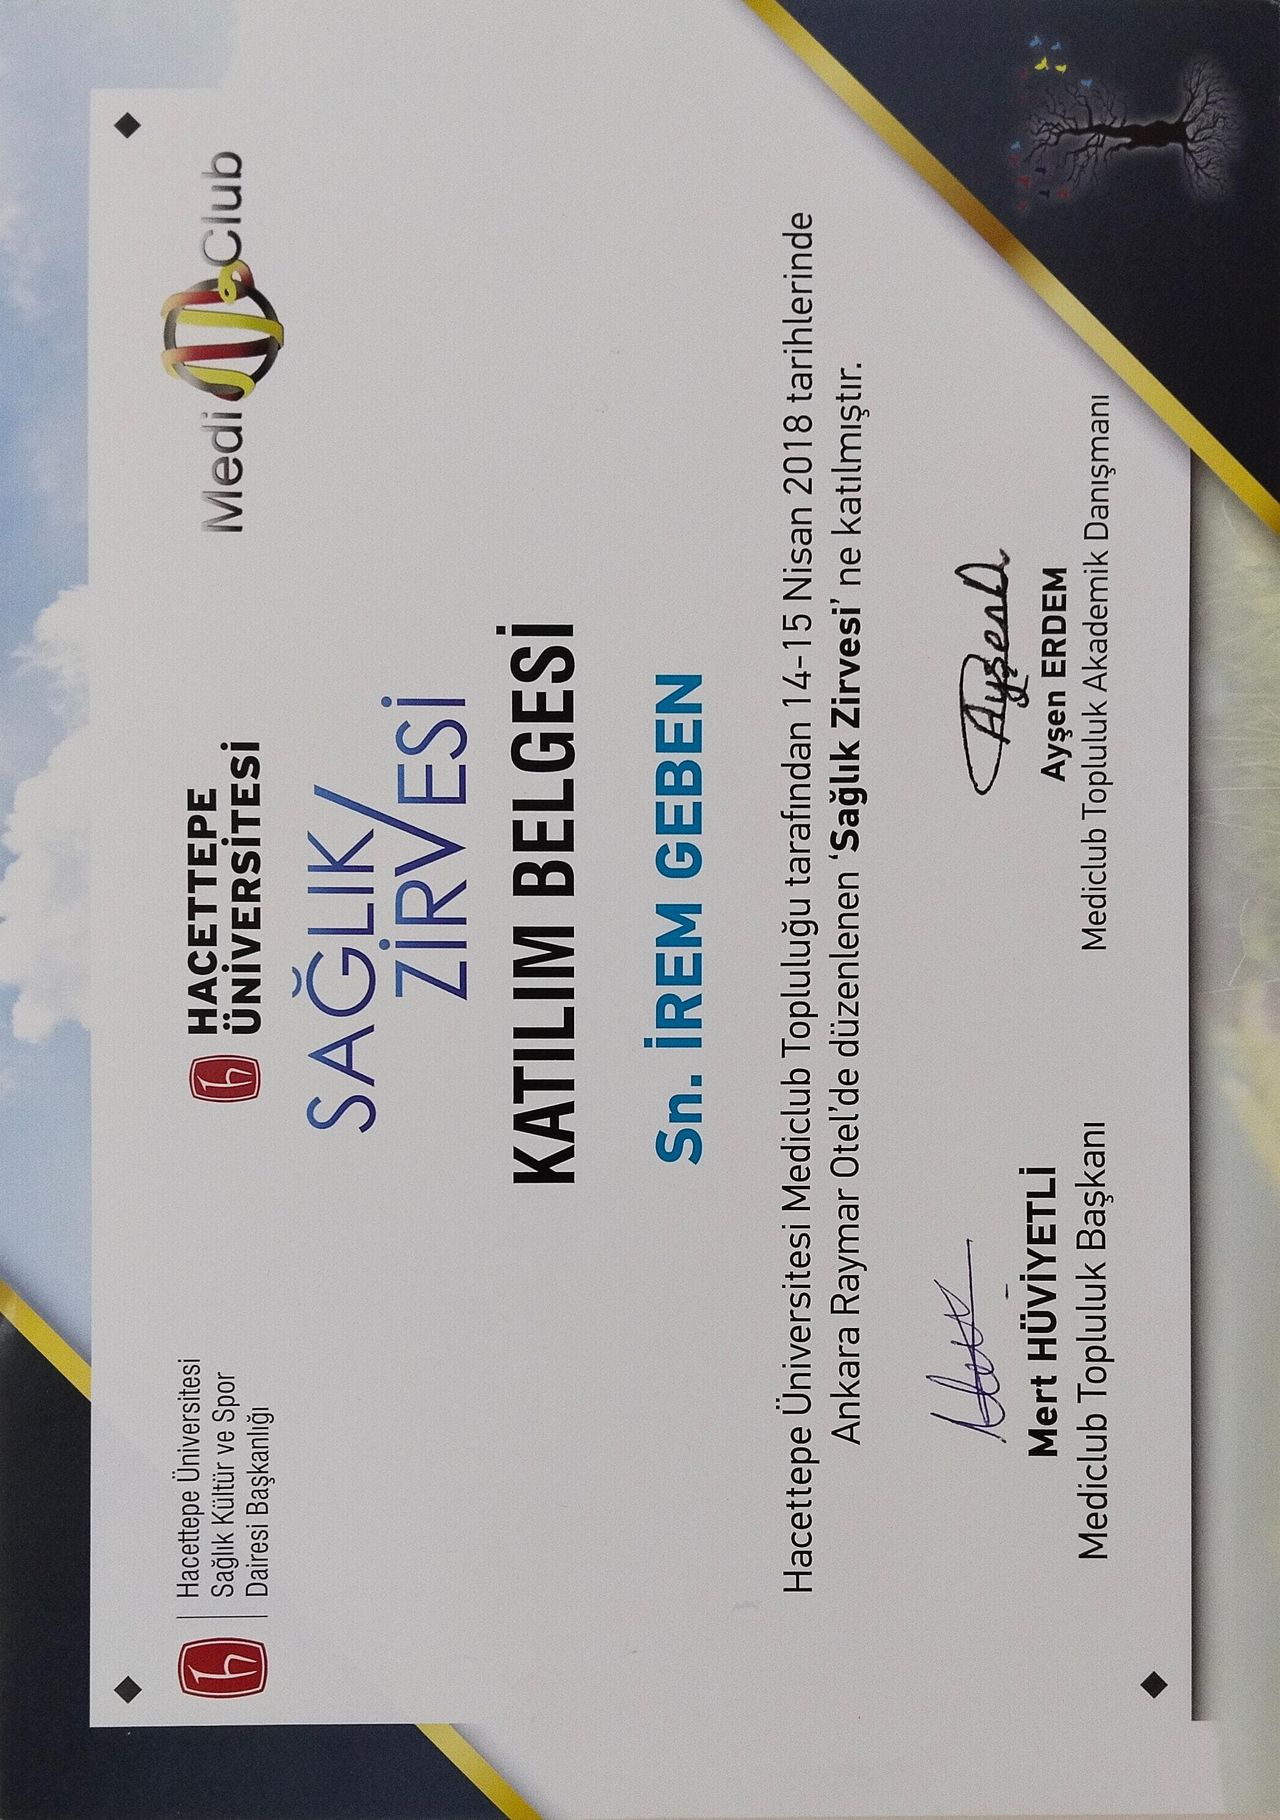 Hacettepe Üniversitesi
Sağlık Kültür ve Spor
Dairesi Başkanlığı
HACETTEPE
ÜNİVERSİTESİ
Medi Club
SAĞLIK
ZİRVESİ
KATILIM BELGESİ
Sn. İREM GEBEN
Hacettepe Üniversitesi Mediclub Topluluğu tarafından 14-15 Nisan 2018 tarihlerinde
Ankara Raymar Otel'de düzenlenen 'Sağlık Zirvesi' ne katılmıştır.
Mert HÜVİYETLİ
Mediclub Topluluk Başkanı
Ayşen
Ayşen ERDEM
Mediclub Topluluk Akademik Danışmanı